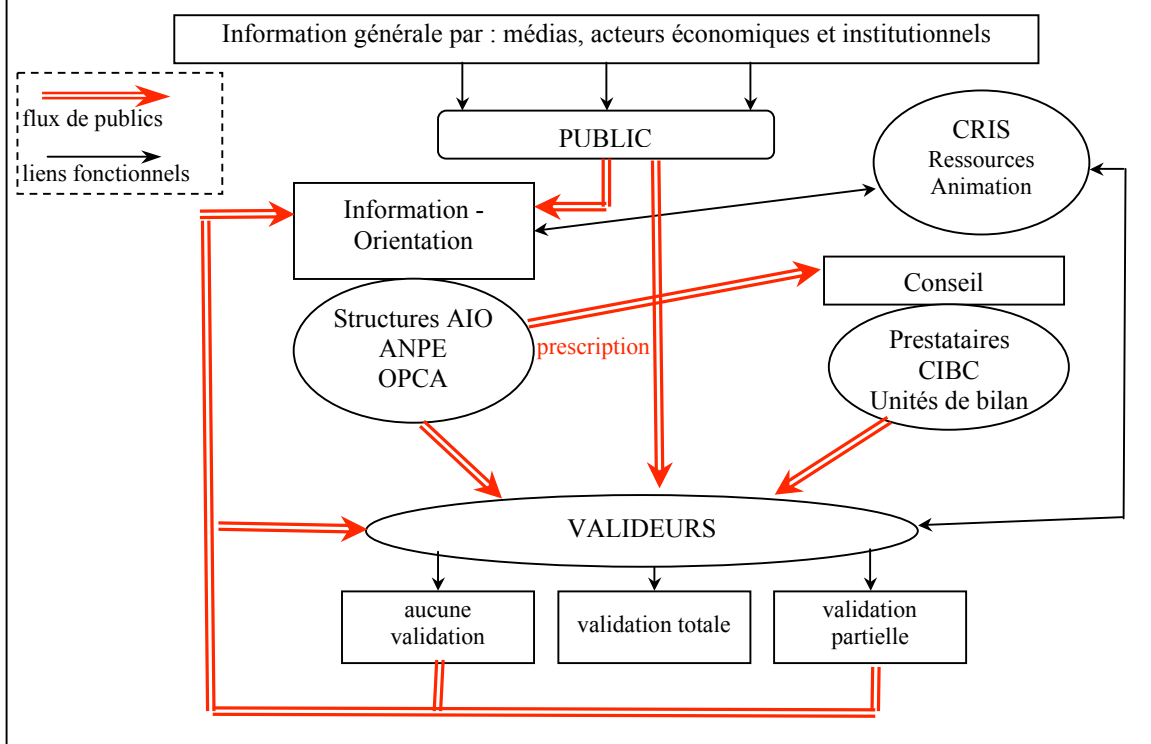 Information générale par : médias, acteurs économiques et institutionnels
flux de publics
liens fonctionnels
PUBLIC
CRIS
Ressources
Animation
Information -
Orientation
Conseil
Structures AIO
ANPE
OPCA
prescription
Prestataires
CIBC
Unités de bilan
VALIDEURS
aucune
validation
validation totale
validation
partielle